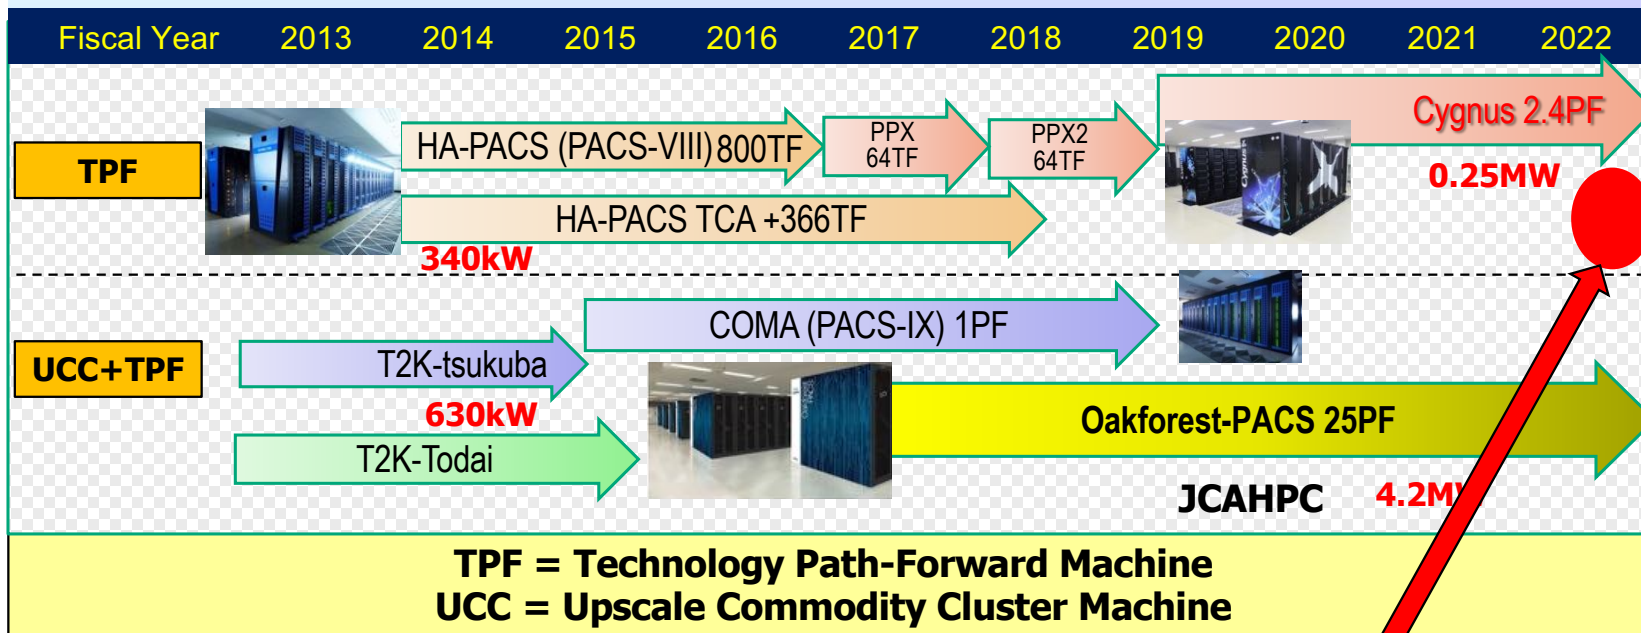 Fiscal Year 2013 2014 2015 2016 2017 2018 2019 2020 2021 2022
TPF
HA-PACS (PACS-VIII) 800TF
PPX
64TF
PPX2
64TF
Cygnus 2.4PF
0.25MW
HA-PACS TCA +366TF
340kW
UCC+TPF
COMA (PACS-IX) 1PF
T2K-tsukuba
630kW
T2K-Todai
Oakforest-PACS 25PF
JCAHPC
TPF = Technology Path-Forward Machine
UCC = Upscale Commodity Cluster Machine